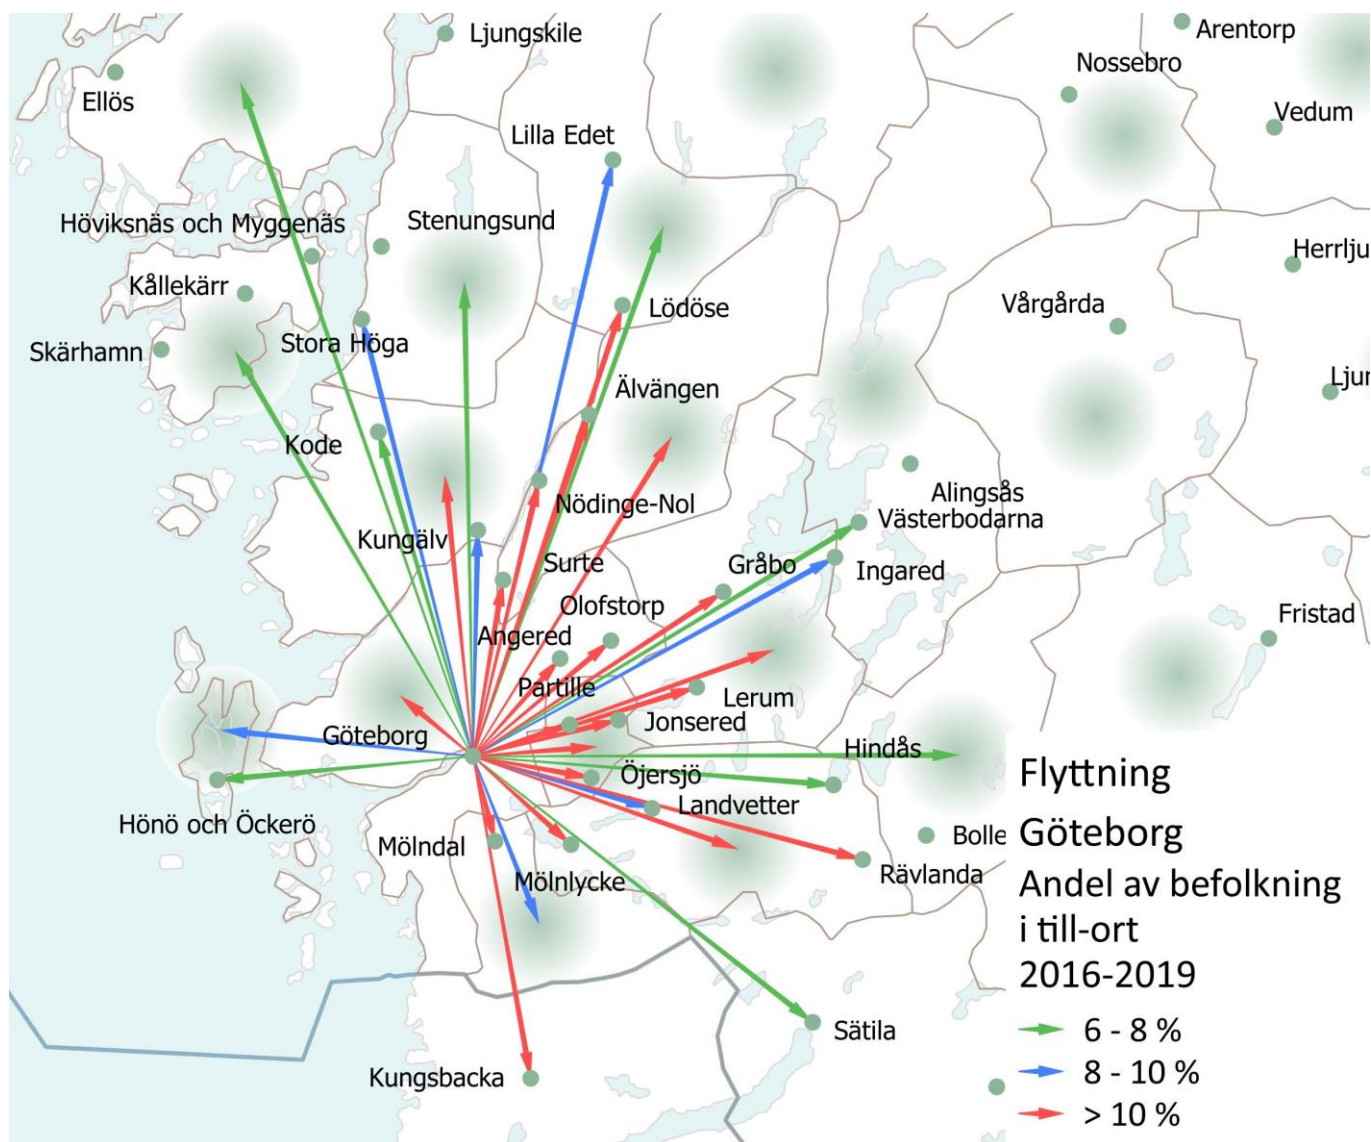 Ljungskile
Arentorp
Nossebro
Ellös
Vedum
Lilla Edet
Höviksnäs och Myggenäs
Stenungsund
Herrlju
Kållekärr
Lödöse
Vårgårda
Stora Höga
Skärhamn
Ljur
Älvängen
Kode
Alingsås
Nödinge-Nol
Västerbodarna
Kungälv
Surte
Gråbo
Ingared
Olofstorp
Fristad
Angered
Partille
Lerum
Jonsered
Göteborg
Hindås
Öjersjö
Landvetter
Hönö och Öckerö
Bolle
Mölndal
Rävlanda
Mölnlycke
Sätila
Kungsbacka
Flyttning
Göteborg
Andel av befolkning
i till-ort
2016-2019
6 - 8 %
8 - 10 %
> 10 %